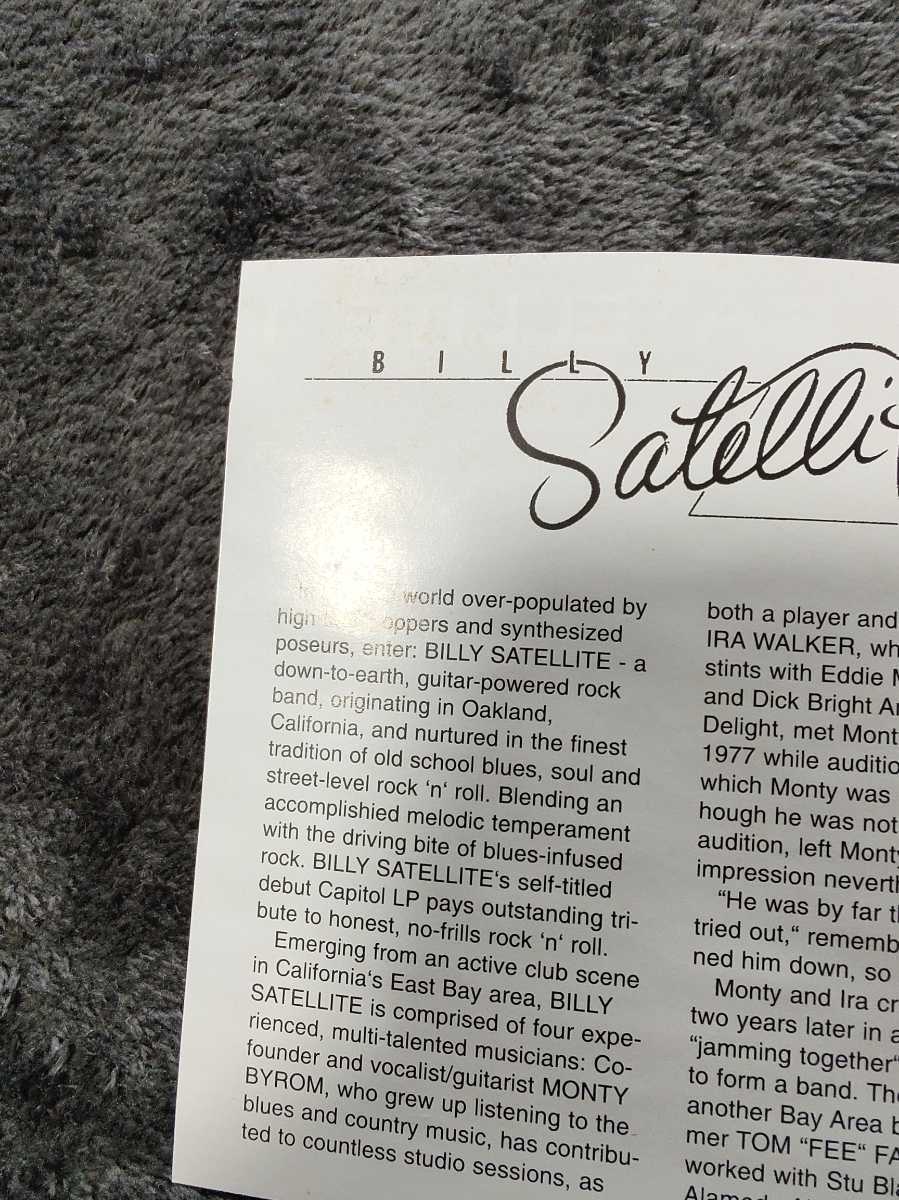 BILLY
Satelli
world over-populated by
high and synthesized
poseurs, enter: BILLY SATELLITE - a
down-to-earth, guitar-powered rock
band, originating in Oakland,
California, and nurtured in the finest
tradition of old school blues, soul and
street-level rock ‘n‘ roll. Blending an
accomplishied melodic temperament
with the driving bite of blues-infused
rock. BILLY SATELLITE‘s self-titled
debut Capitol LP pays outstanding tri-
bute to honest, no-frills rock ‘n‘ roll.
Emerging from an active club scene
in California‘s East Bay area, BILLY
SATELLITE is comprised of four expe-
rienced, multi-talented musicians: Co-
founder and vocalist/guitarist MONTY
BYROM, who grew up listening to the
blues and country music, has contribu-
ted to countless studio sessions, as
both a player and
IRA WALKER, wh
stints with Eddie M
and Dick Bright A
Delight, met Mont
1977 while auditio
which Monty was
hough he was not
audition, left Monty
impression neverth
“He was by far t
tried out,“ rememb
ned him down, so
Monty and Ira cr
two years later in a
“jamming together“
to form a band. The
another Bay Area b
mer TOM “FEE“ FA
worked with Stu Bla
Alamed